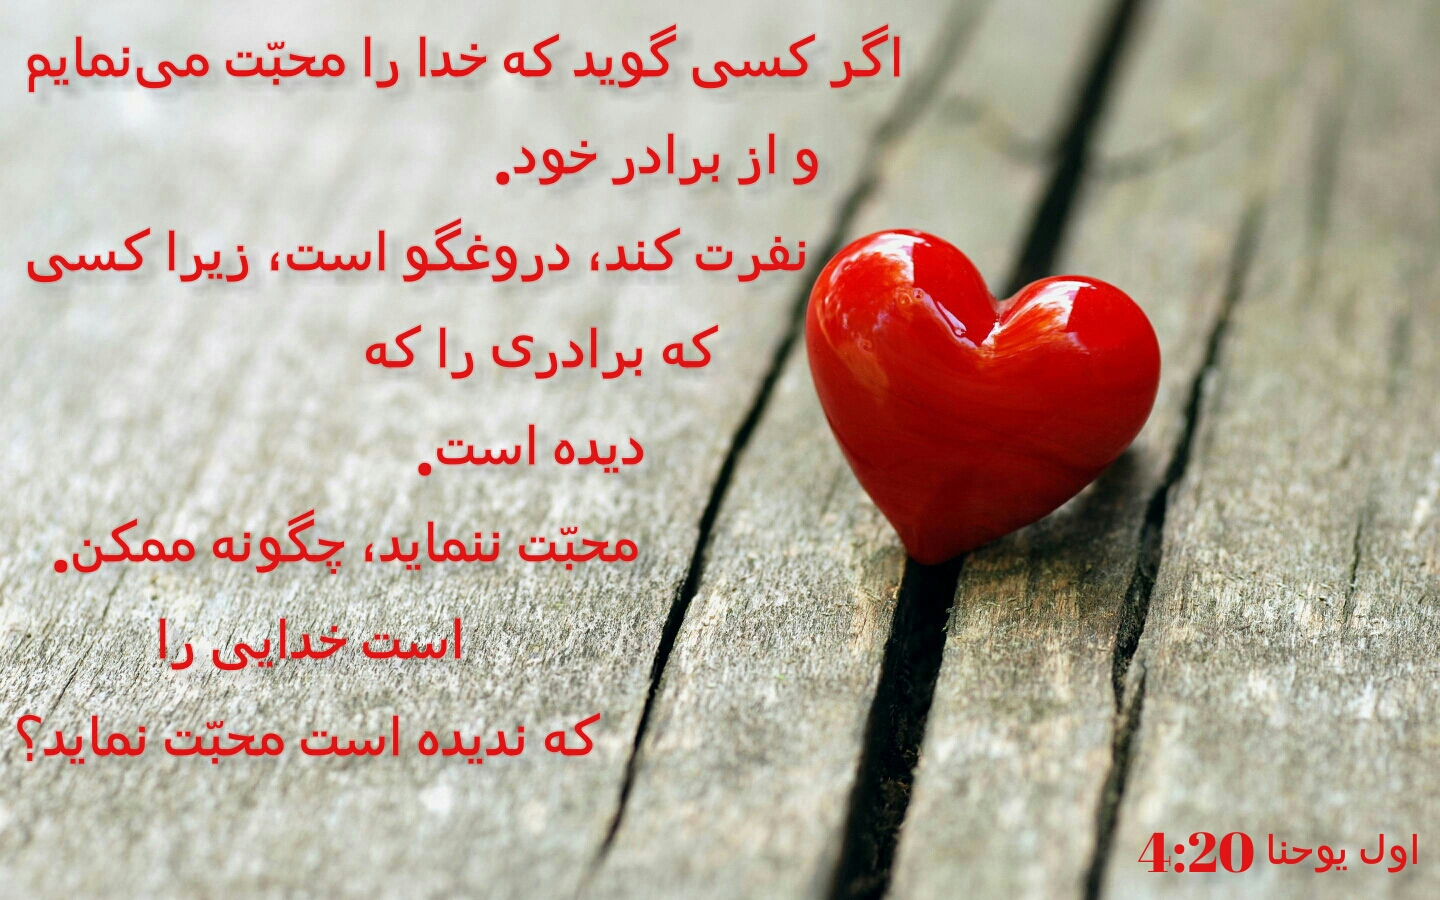 اگر کسی گوید که خدا را محبّت می‌نمایم
و از برادر خود.
نفرت کند، دروغگو است، زیرا کسی
که برادری را که
دیده است.
محبّت ننماید، چگونه ممکن.
است خدایی را
که ندیده است محبّت نماید؟
اول یوحنا 4:20